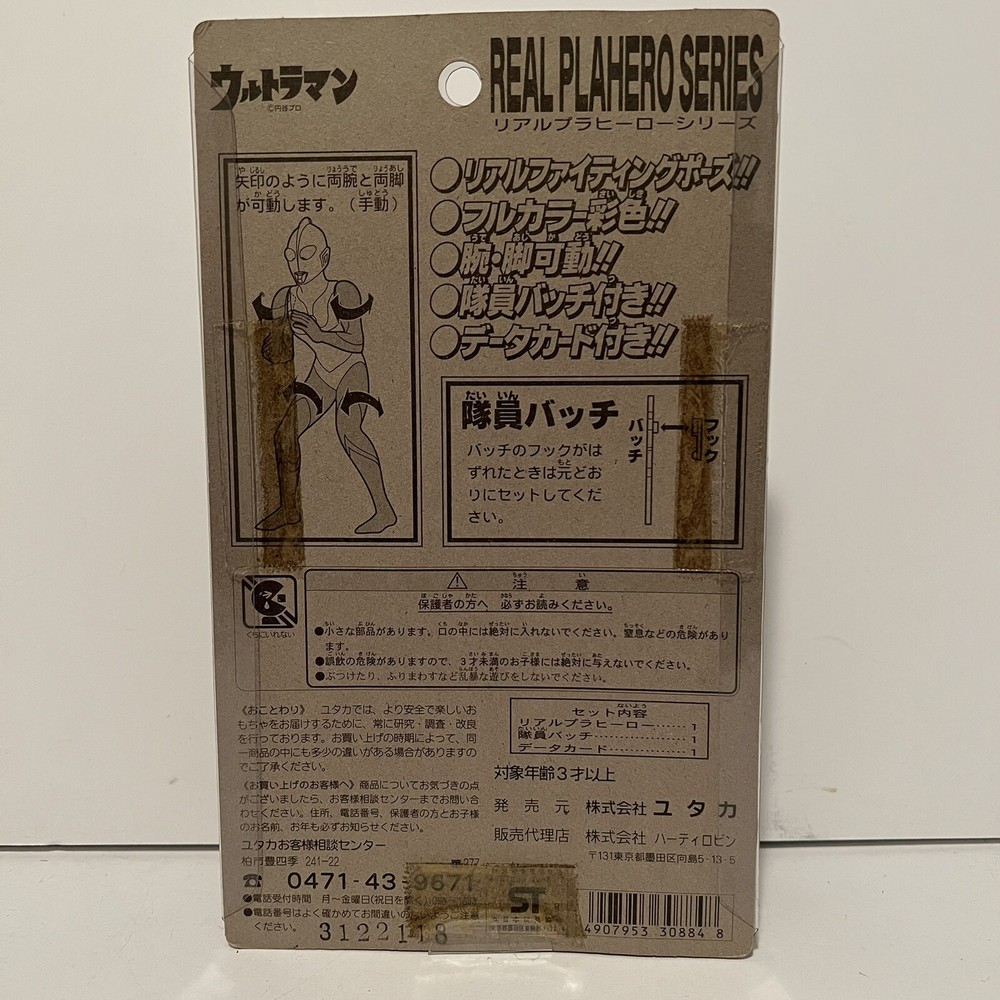 ウルトラマン
©円谷プロ
REAL PLAHERO SERIES
リアルプラヒーローシリーズ
矢印のように両腕と両脚
が可動します。(手動)
●リアルファイティングポーズ!!
●フルカラー彩色!!
●腕・脚可動!!
●隊員バッチ付き!!
●データカード付き!!
隊員バッチ
バッチのフックがは
ずれたときは元どお
りにセットしてくだ
さい。
バッチ
フック
くちにいれない
⚠ 注意
保護者の方へ 必ずお読みください。
●小さな部品があります。口の中には絶対に入れないでください。窒息などの危険があり
ます。
●誤飲の危険がありますので、3才未満のお子様には絶対に与えないでください。
●ぶつけたり、ふりまわすなど乱暴な遊びをしないでください。
《おことわり》 ユタカでは、より安全で楽しいお
もちゃをお届けするために、常に研究・調査・改良
を行っております。お買い上げの時期によって、同
一商品の中にも多少の違いがある場合がありますの
でご了承ください。
《お買い上げのお客様へ》商品についてお気づきの点
がございましたら、お客様相談センターまでお問い合
わせください。住所、電話番号、保護者の方とお子様
のお名前、お年も必ずお知らせください。
ユタカお客様相談センター
柏市豊四季 241-22 〒277
☎ 0471-43-9671
●電話受付時間 月〜金曜日(祝日を除く)
●電話番号はよく確かめてお間違いのないようご注意
ください。
3122118
セット内容
リアルプラヒーロー……1
隊員バッチ……………1
データカード…………1
対象年齢3才以上
発売元 株式会社 ユタカ
販売代理店 株式会社 ハーティロビン
〒131東京都墨田区向島5-13-5
ST
4907953 30884 8